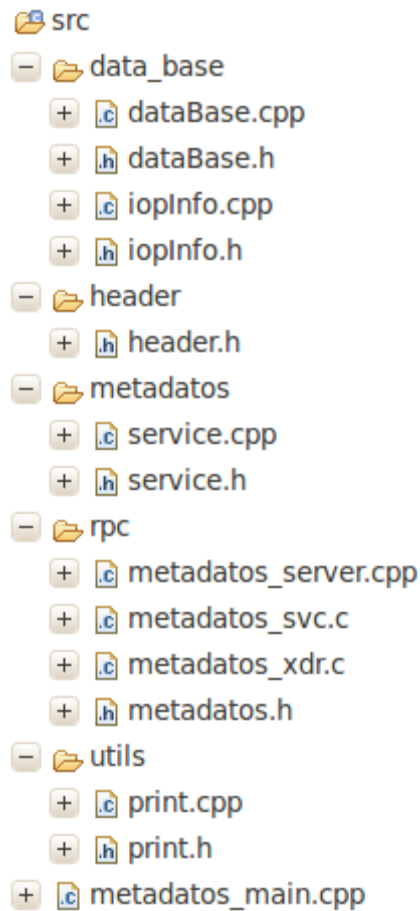 src
data_base
dataBase.cpp
dataBase.h
iopInfo.cpp
iopInfo.h
header
header.h
metadatos
service.cpp
service.h
rpc
metadatos_server.cpp
metadatos_svc.c
metadatos_xdr.c
metadatos.h
utils
print.cpp
print.h
metadatos_main.cpp